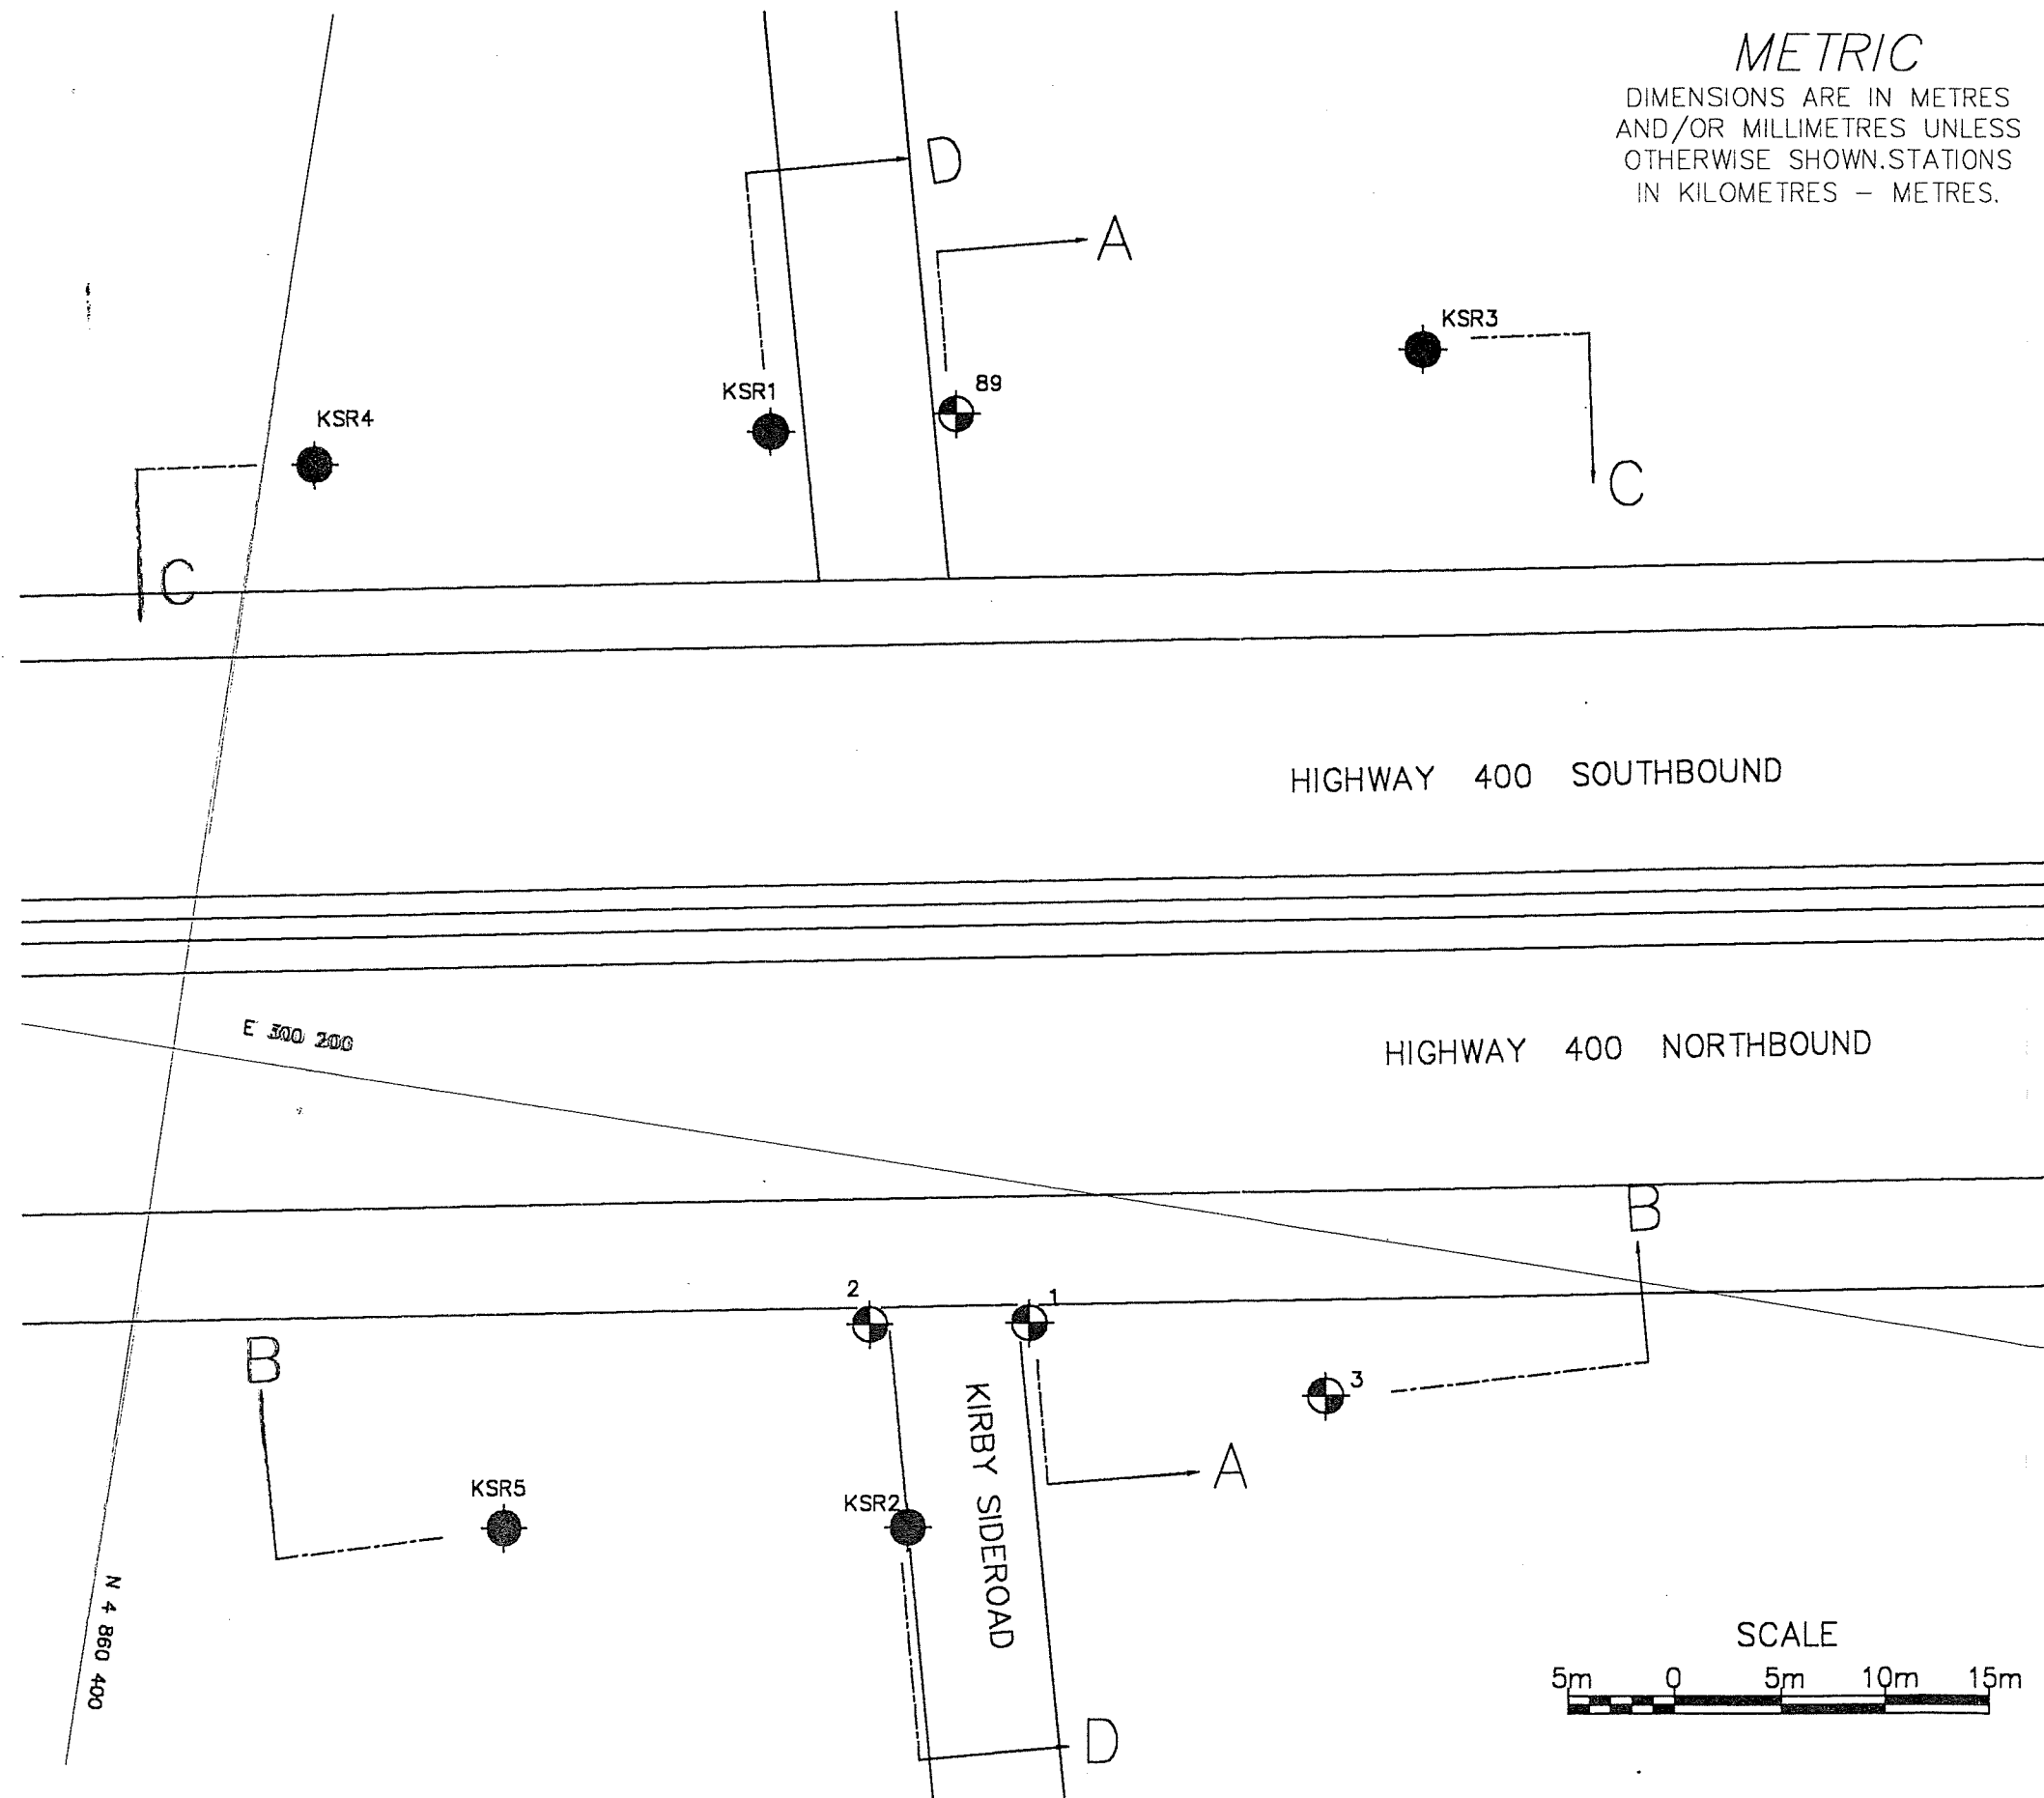 METRIC
DIMENSIONS ARE IN METRES
AND/OR MILLIMETRES UNLESS
OTHERWISE SHOWN.STATIONS
IN KILOMETRES – METRES.
D
A
KSR3
KSR1
89
KSR4
C
C
HIGHWAY 400 SOUTHBOUND
E 300 200
HIGHWAY 400 NORTHBOUND
B
2
1
B
3
KIRBY SIDEROAD
A
KSR5
KSR2
N 4 860 400
SCALE
5m 0 5m 10m 15m
D